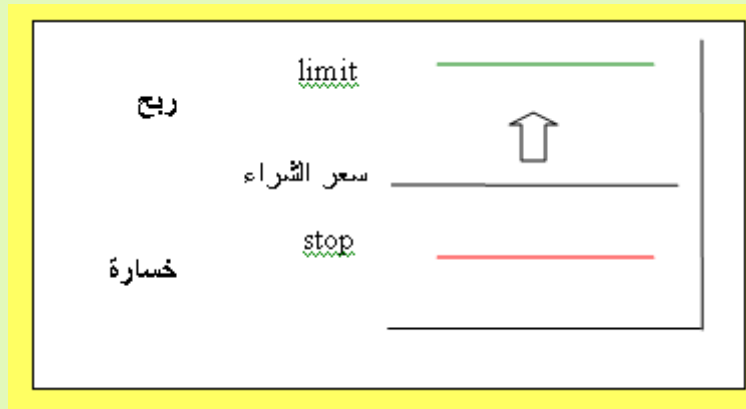 limit
ربح
سعر الشراء
stop
خسارة